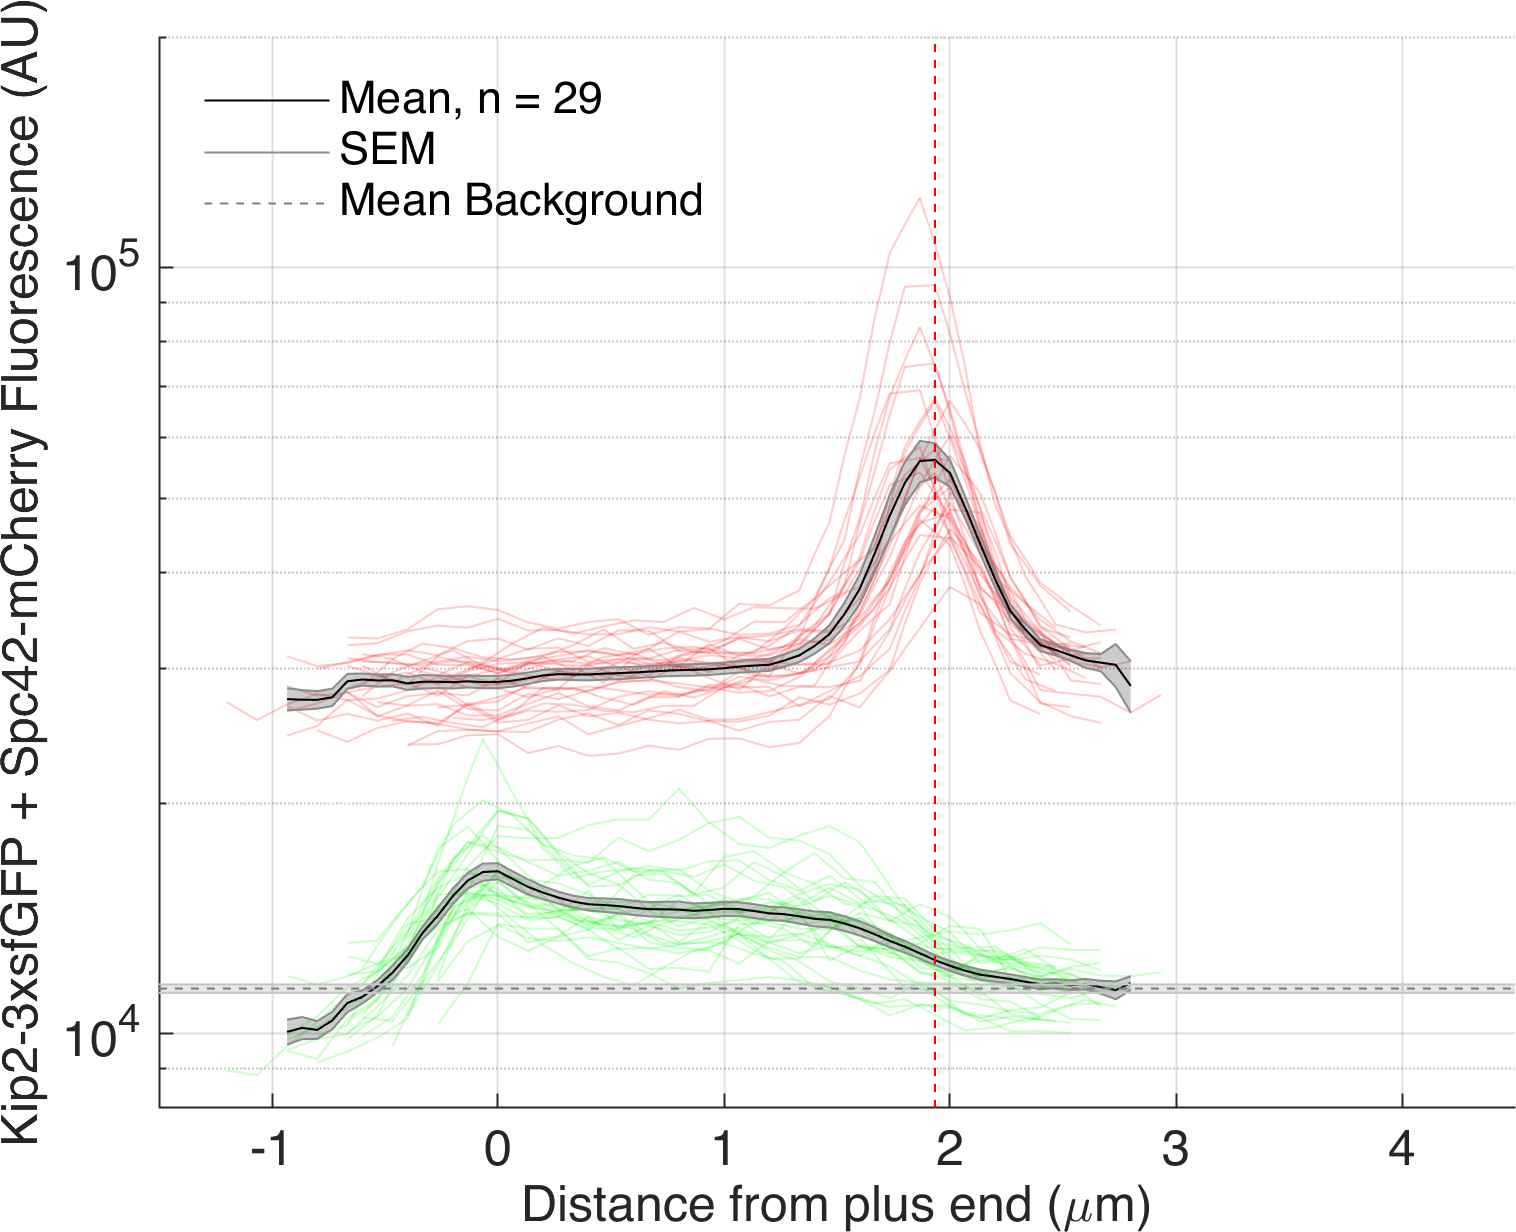 Kip2-3xsfGFP + Spc42-mCherry Fluorescence (AU)
Mean, n = 29
SEM
Mean Background
10^5
10^4
-1 0 1 2 3 4
Distance from plus end (μm)